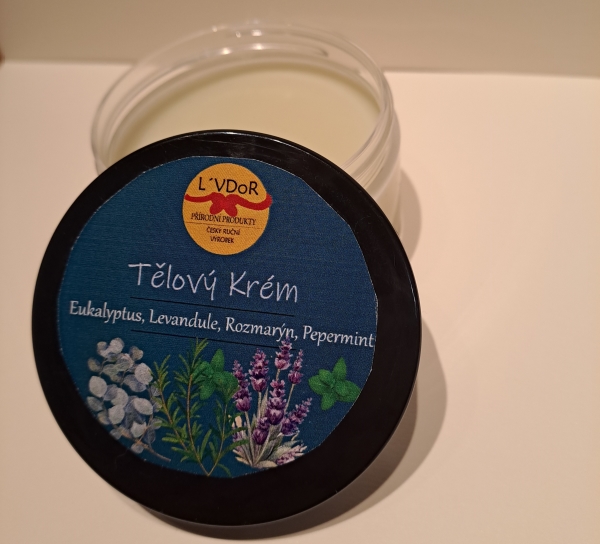 L´VDoR
PŘÍRODNÍ PRODUKTY
ČESKÝ RUČNÍ
VÝROBEK
Tělový Krém
Eukalyptus, Levandule, Rozmarýn, Pepermint